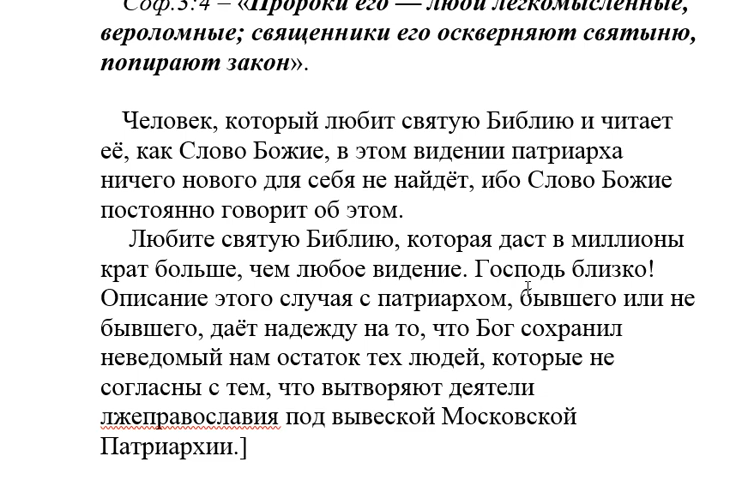 Соф.3:4 – «Пророки его — люди легкомысленные,
вероломные; священники его оскверняют святыню,
попирают закон».
Человек, который любит святую Библию и читает
её, как Слово Божие, в этом видении патриарха
ничего нового для себя не найдёт, ибо Слово Божие
постоянно говорит об этом.
Любите святую Библию, которая даст в миллионы
крат больше, чем любое видение. Господь близко!
Описание этого случая с патриархом, бывшего или не
бывшего, даёт надежду на то, что Бог сохранил
неведомый нам остаток тех людей, которые не
согласны с тем, что вытворяют деятели
лжеправославия под вывеской Московской
Патриархии.]